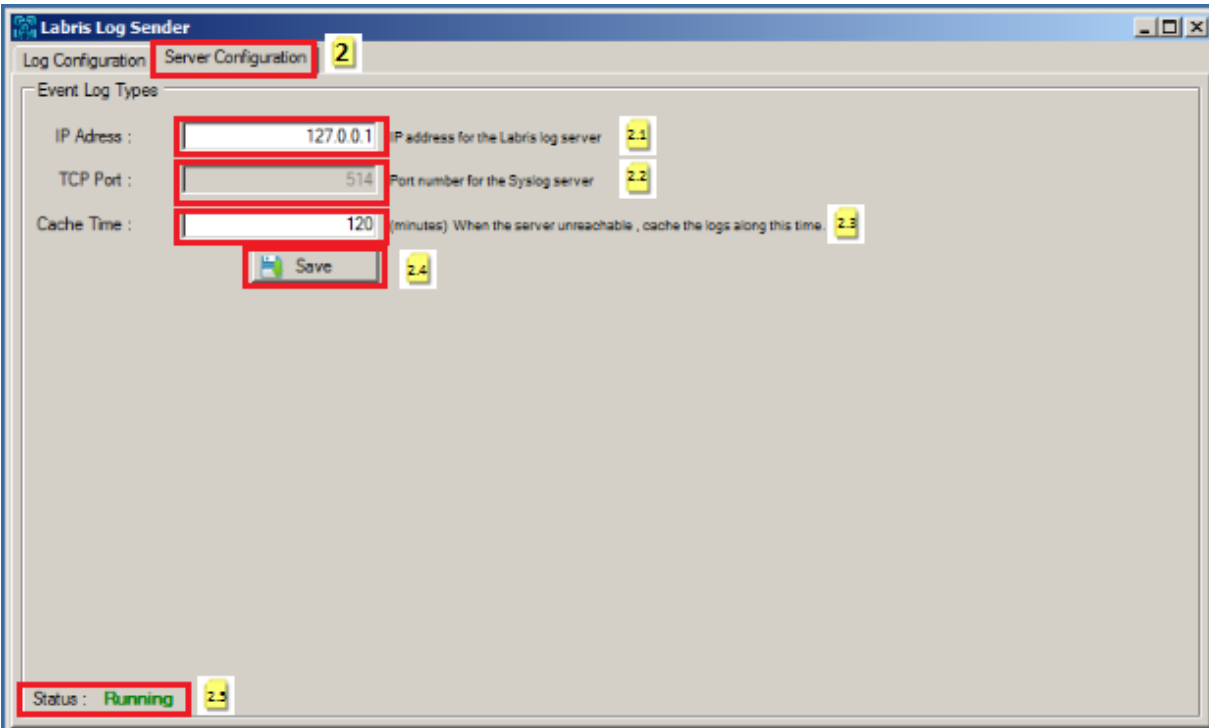 Labris Log Sender
Log Configuration Server Configuration 2
Event Log Types
IP Adress : 127.0.0.1 IP address for the Labris log server 2.1
TCP Port : 514 Port number for the Syslog server 2.2
Cache Time : 120 (minutes) When the server unreachable , cache the logs along this time. 2.3
Save 2.4
Status : Running 2.5